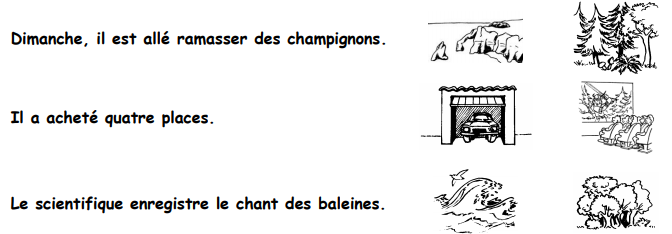 Dimanche, il est allé ramasser des champignons.
Il a acheté quatre places.
Le scientifique enregistre le chant des baleines.